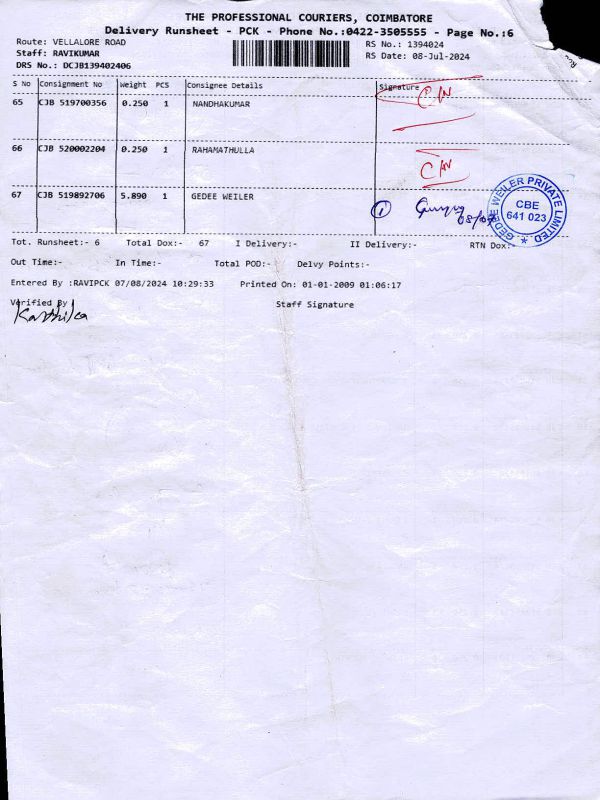 THE PROFESSIONAL COURIERS, COIMBATORE
Delivery Runsheet - PCK - Phone No.:0422-3505555 - Page No.:6
Route: VELLALORE ROAD
RS No.: 1394024
Staff: RAVIKUMAR
RS Date: 08-Jul-2024
DRS No.: DCJB139402406
S No Consignment No Weight PCS Consignee Details Signature
65 CJB 519700356 0.250 1 NANDHAKUMAR C/N
66 CJB 520002204 0.250 1 RAHAMATHULLA C/N
67 CJB 519892706 5.890 1 GEDEE WEILER 1
GEDEE WEILER PRIVATE LIMITED
CBE
641 023
Tot. Runsheet:- 6 Total Dox:- 67 I Delivery:- II Delivery:- RTN Dox:-
Out Time:- In Time:- Total POD:- Delvy Points:-
Entered By :RAVIPCK 07/08/2024 10:29:33 Printed On: 01-01-2009 01:06:17
Verified By Staff Signature
Karthika